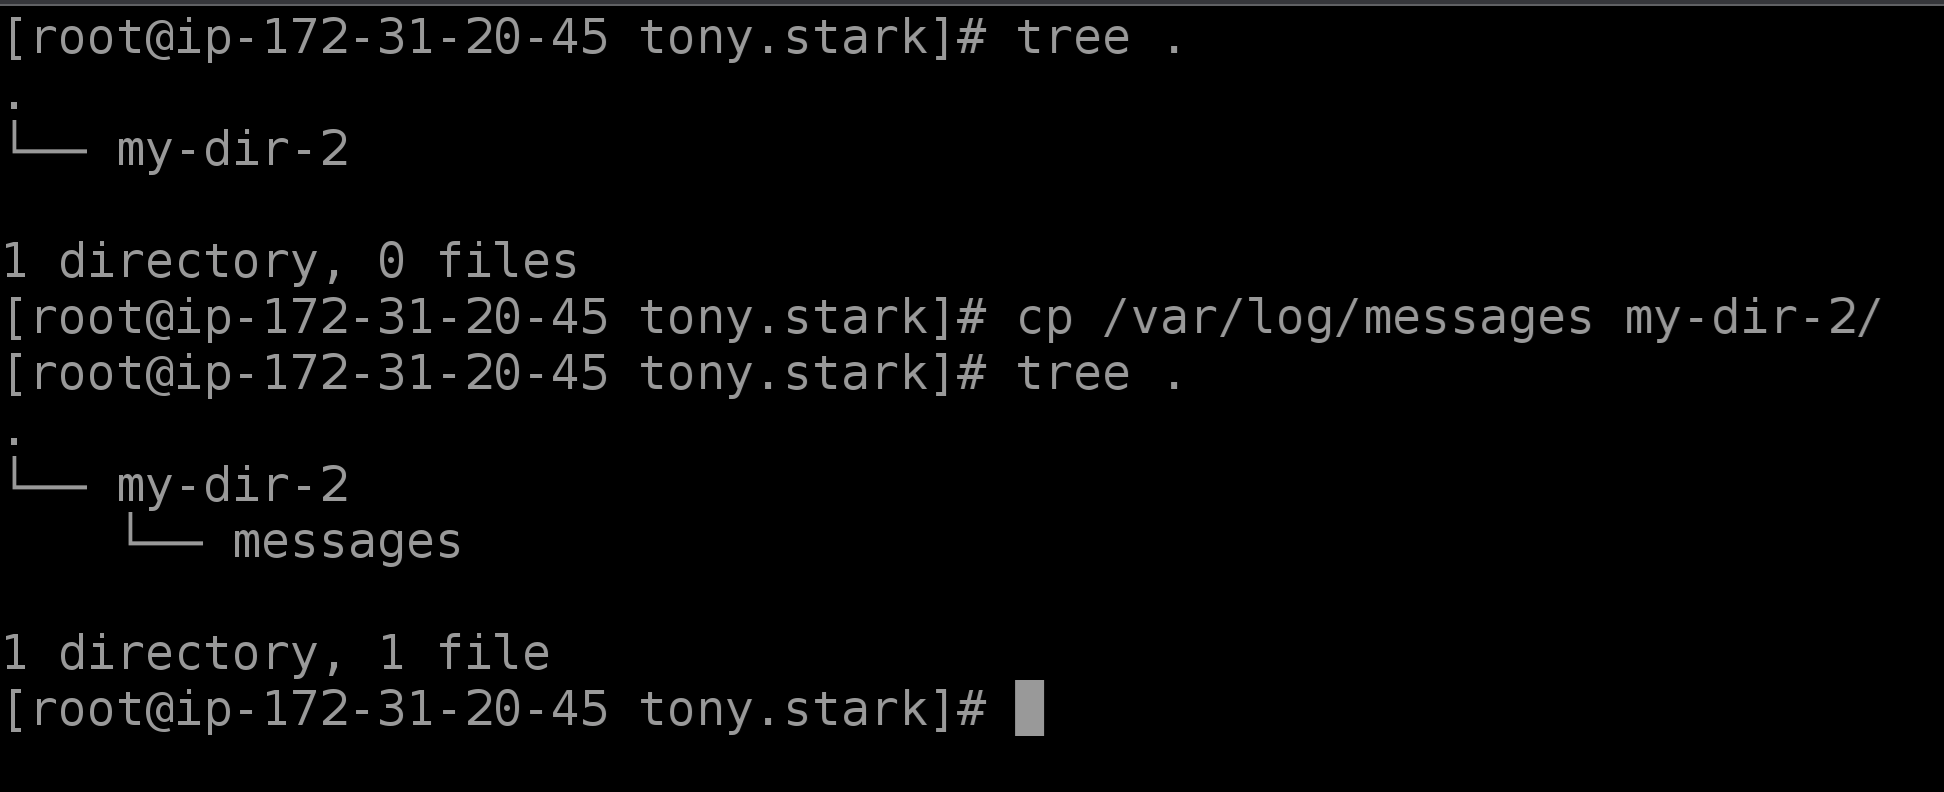 [root@ip-172-31-20-45 tony.stark]# tree .
.
└── my-dir-2
1 directory, 0 files
[root@ip-172-31-20-45 tony.stark]# cp /var/log/messages my-dir-2/
[root@ip-172-31-20-45 tony.stark]# tree .
.
└── my-dir-2
    └── messages
1 directory, 1 file
[root@ip-172-31-20-45 tony.stark]#